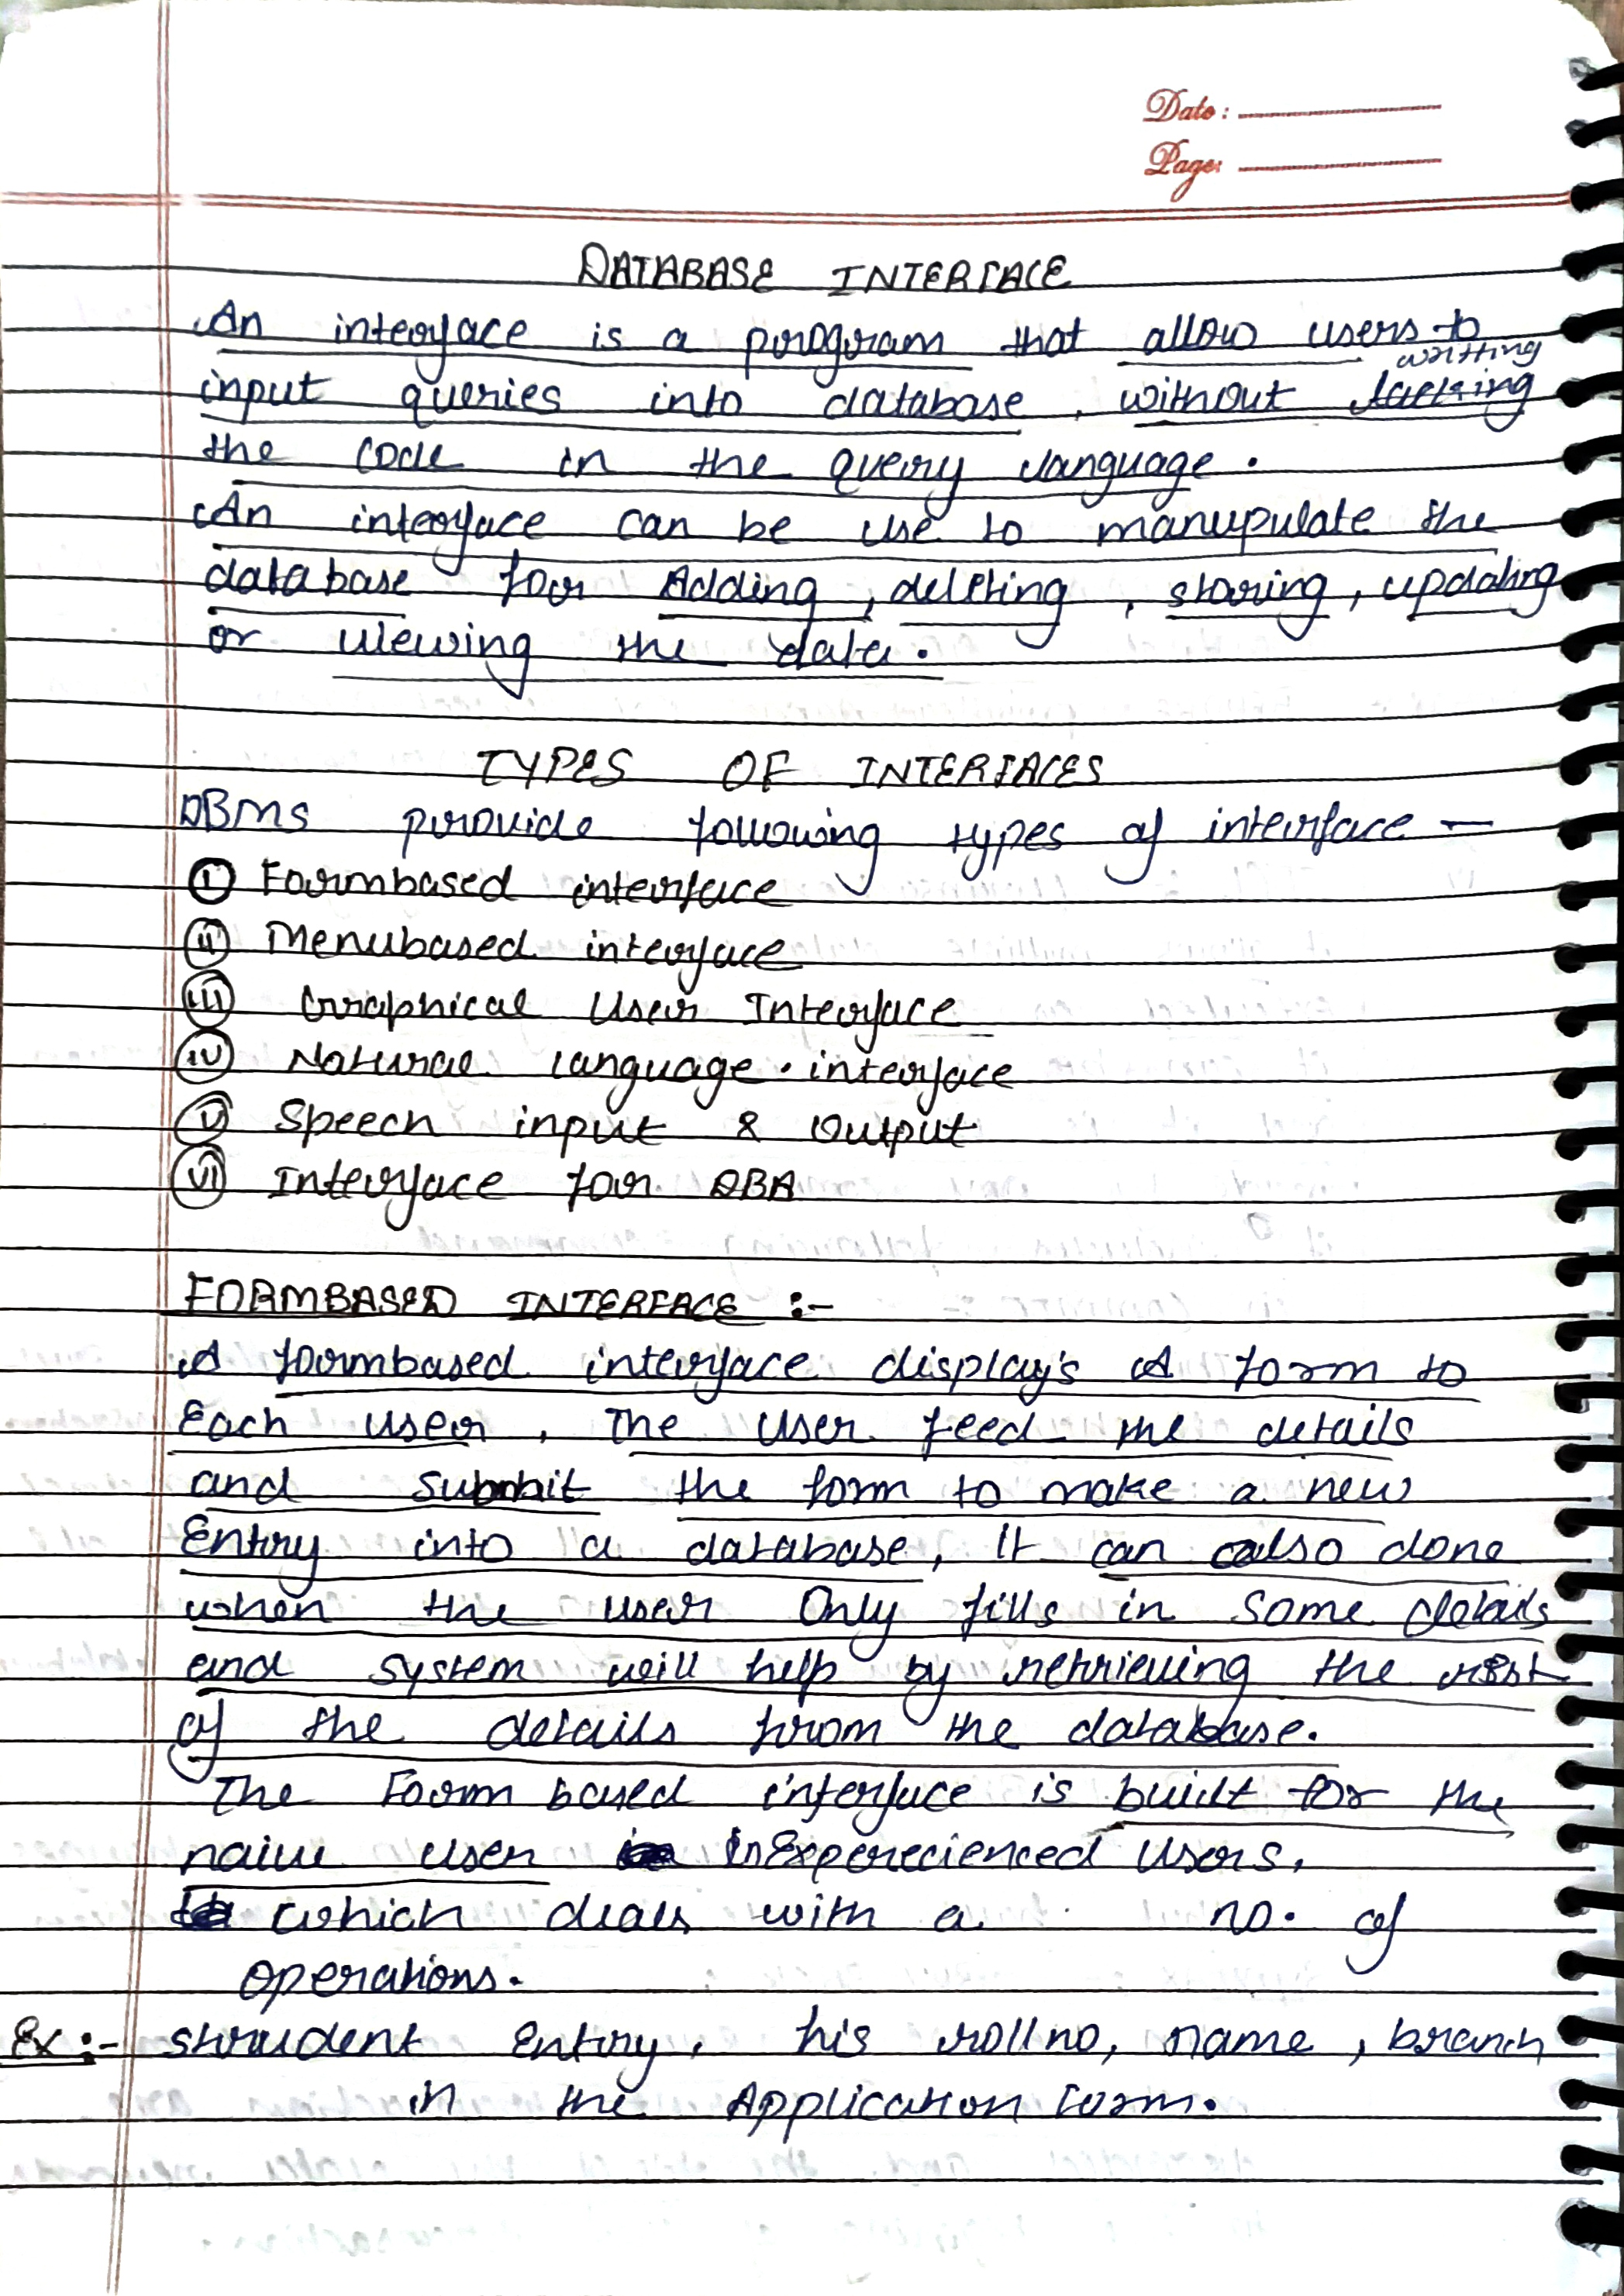 Date:
Page:
DATABASE INTERFACE
An interface is a program that allow users to
writting
input queries into database, without
the code in the query language.
An interface can be use to manupulate the
database for Adding, deleting, storing, updating
or viewing the data.
TYPES OF INTERFACES
DBMS provide following types of interface —
(I) Formbased interface
(II) Menubased interface
(III) Graphical User Interface
(IV) Natural language. interface
(V) Speech input & Output
(VI) Interface for DBA
FORMBASED INTERFACE :-
A formbased interface display's A form to
Each user, The user feed the details
and submit the form to make a new
Entry into a database, It can also done
when the user Only fills in some details
and system will help by retrieving the rest
of the details from the database.
The Form based interface is built for the
naive user inExperecienced Users,
which deals with a no. of
operations.
Ex:- strudent Entry, his roll no, name, branch
in the Application Form.